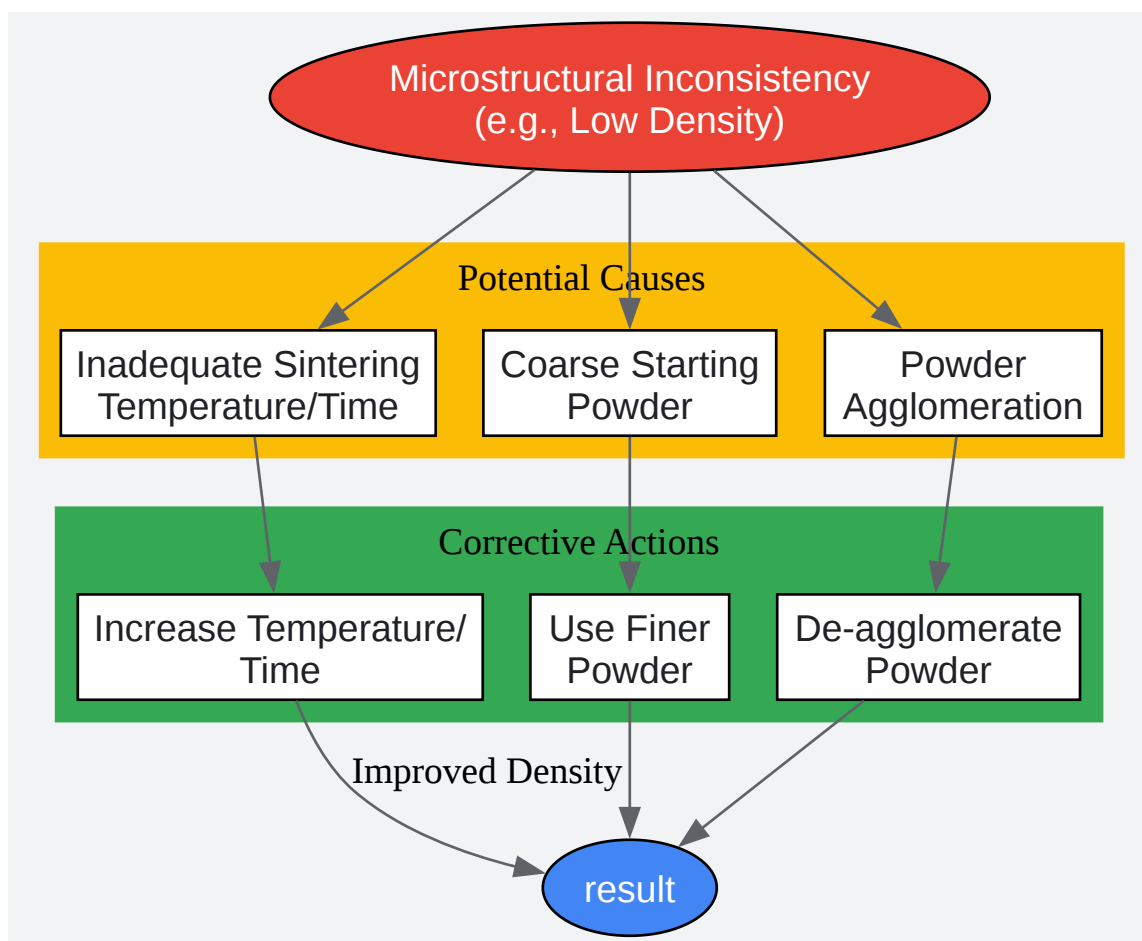 Microstructural Inconsistency
(e.g., Low Density)
Potential Causes
Inadequate Sintering
Temperature/Time
Coarse Starting
Powder
Powder
Agglomeration
Corrective Actions
Increase Temperature/
Time
Use Finer
Powder
De-agglomerate
Powder
Improved Density
result